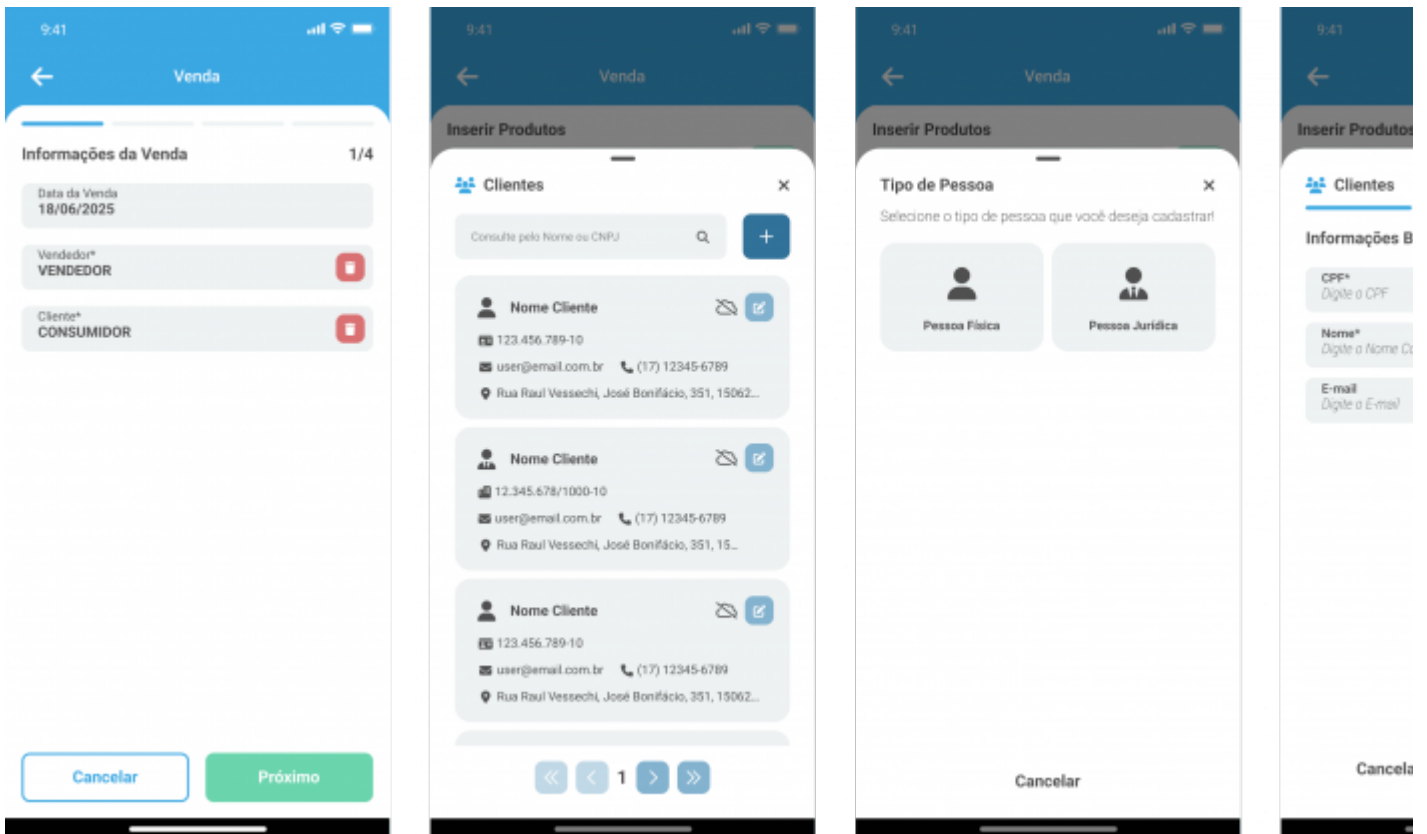 9:41
Venda
Informações da Venda 1/4
Data da Venda
18/06/2025
Vendedor*
VENDEDOR
Cliente*
CONSUMIDOR
Cancelar Próximo
9:41
Venda
Inserir Produtos
Clientes
Consulte pelo Nome ou CNPJ
Nome Cliente
123.456.789-10
user@email.com.br (17) 12345-6789
Rua Raul Vessechi, José Bonifácio, 351, 15062...
Nome Cliente
12.345.678/1000-10
user@email.com.br (17) 12345-6789
Rua Raul Vessechi, José Bonifácio, 351, 15...
Nome Cliente
123.456.789-10
user@email.com.br (17) 12345-6789
Rua Raul Vessechi, José Bonifácio, 351, 15062...
1
9:41
Venda
Inserir Produtos
Tipo de Pessoa
Selecione o tipo de pessoa que você deseja cadastrar!
Pessoa Física Pessoa Jurídica
Cancelar
9:41
Inserir Produtos
Clientes
Informações B
CPF*
Digite o CPF
Nome*
Digite o Nome Co
E-mail
Digite o E-mail
Cancela